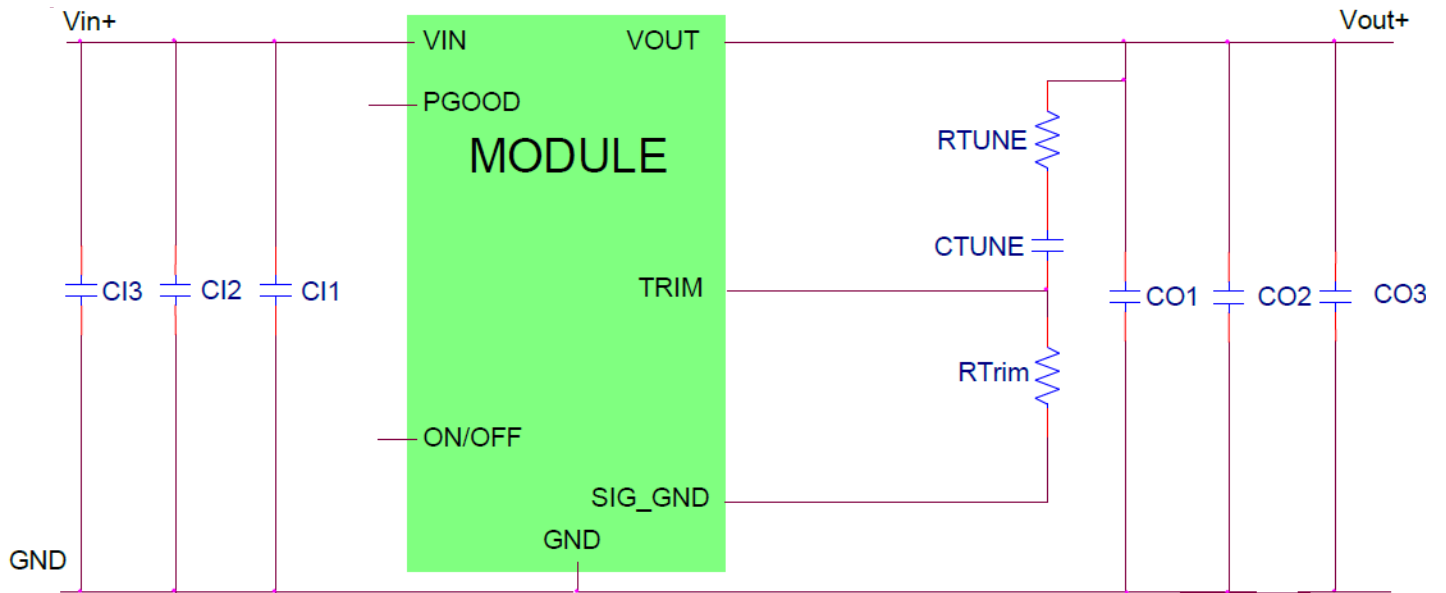 Vin+
Vout+
VIN
VOUT
PGOOD
MODULE
RTUNE
CTUNE
TRIM
CI3
CI2
CI1
CO1
CO2
CO3
RTrim
ON/OFF
SIG_GND
GND
GND